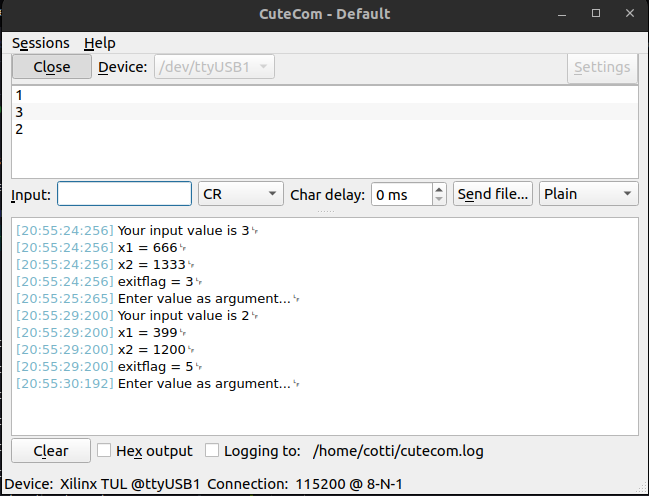 CuteCom - Default
Sessions Help
Close Device: /dev/ttyUSB1 Settings
1
3
2
Input: CR Char delay: 0 ms Send file... Plain
[20:55:24:256] Your input value is 3␍
[20:55:24:256] x1 = 666␍
[20:55:24:256] x2 = 1333␍
[20:55:24:256] exitflag = 3
[20:55:25:265] Enter value as argument...␍
[20:55:29:200] Your input value is 2␍
[20:55:29:200] x1 = 399␍
[20:55:29:200] x2 = 1200␍
[20:55:29:200] exitflag = 5
[20:55:30:192] Enter value as argument...␍
Clear Hex output Logging to: /home/cotti/cutecom.log
Device: Xilinx TUL @ttyUSB1 Connection: 115200 @ 8-N-1